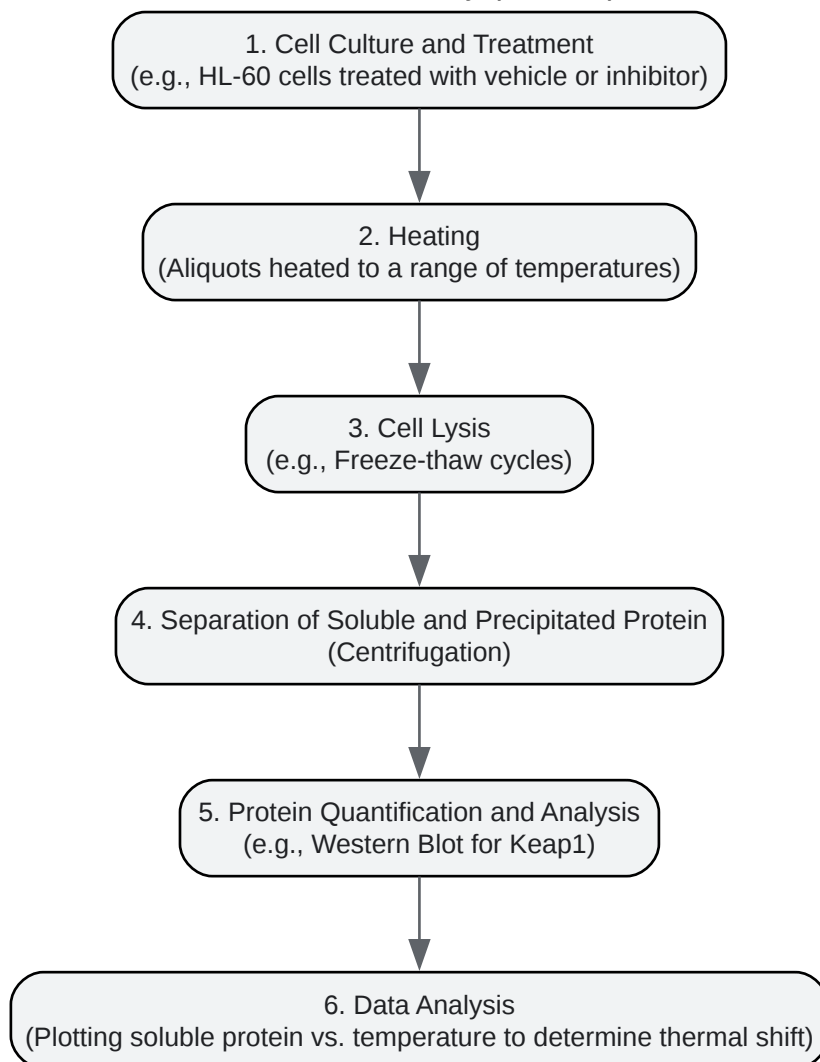 1. Cell Culture and Treatment
(e.g., HL-60 cells treated with vehicle or inhibitor)
2. Heating
(Aliquots heated to a range of temperatures)
3. Cell Lysis
(e.g., Freeze-thaw cycles)
4. Separation of Soluble and Precipitated Protein
(Centrifugation)
5. Protein Quantification and Analysis
(e.g., Western Blot for Keap1)
6. Data Analysis
(Plotting soluble protein vs. temperature to determine thermal shift)